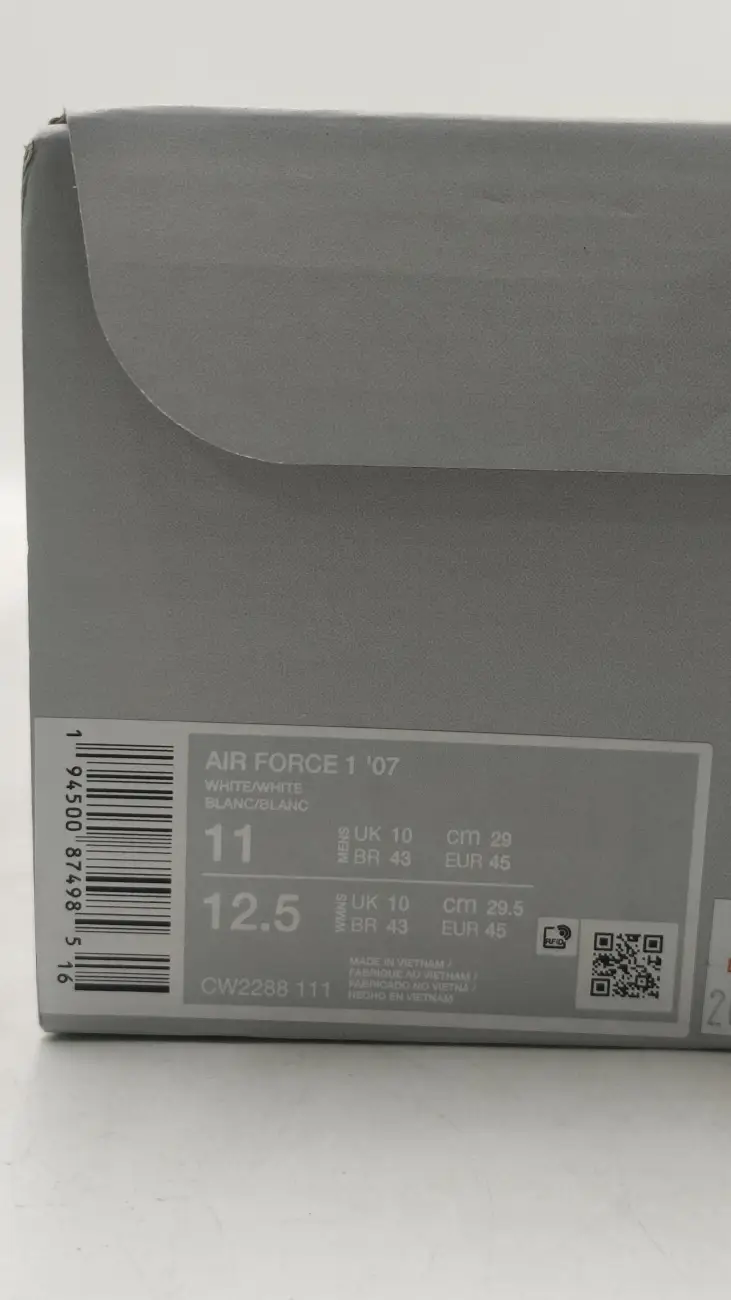 AIR FORCE 1 '07
WHITE/WHITE
BLANC/BLANC
11
MENS
UK 10 cm 29
BR 43 EUR 45
12.5
WMNS
UK 10 cm 29.5
BR 43 EUR 45
RFID
CW2288 111
MADE IN VIETNAM /
FABRIQUE AU VIETNAM /
FABRICADO NO VIETNÃ /
HECHO EN VIETNAM
1 94500 87498 5 16